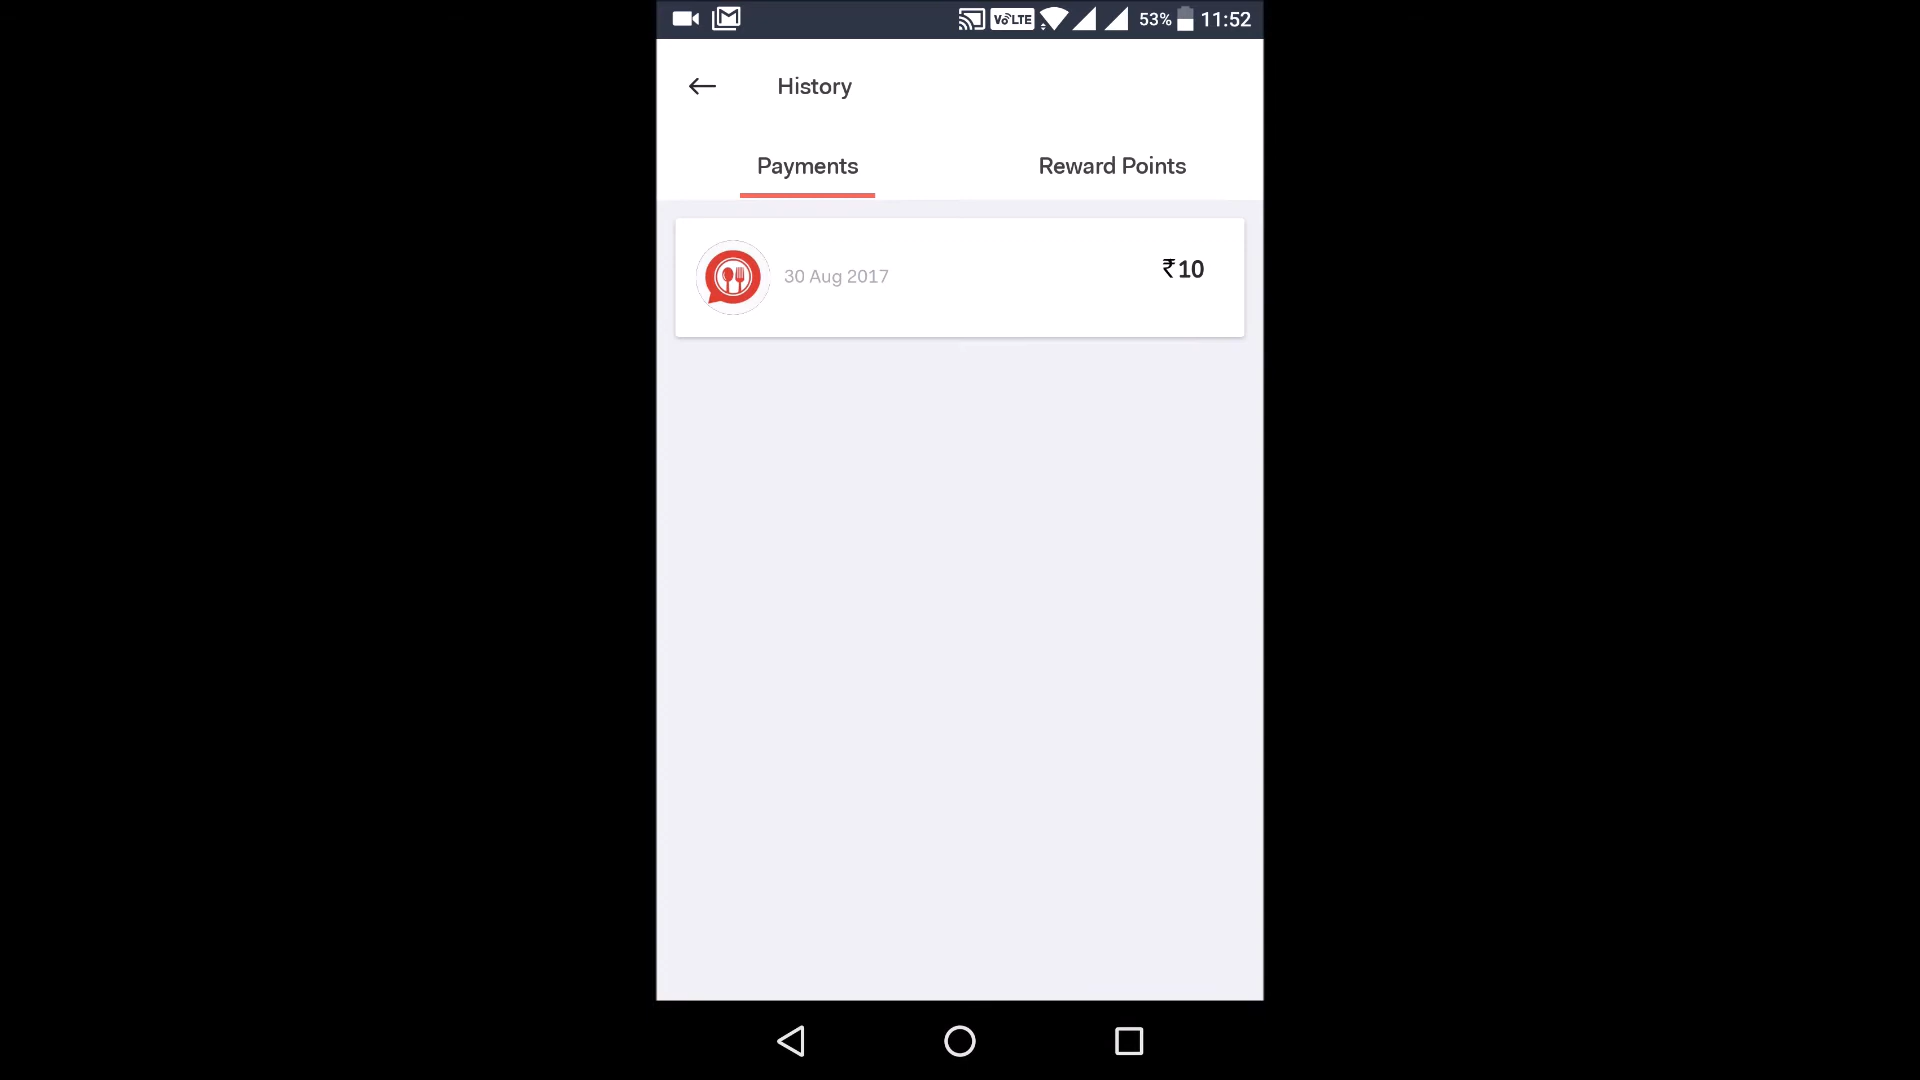 VoLTE 53% 11:52
History
Payments Reward Points
30 Aug 2017 ₹10